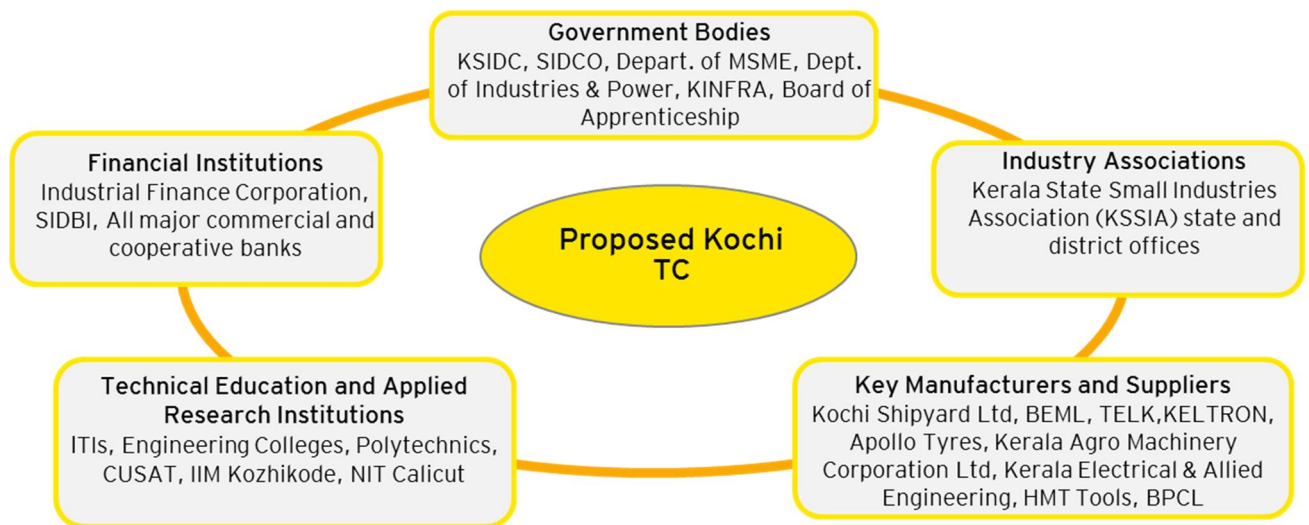 Government Bodies
KSIDC, SIDCO, Depart. of MSME, Dept.
of Industries & Power, KINFRA, Board of
Apprenticeship
Financial Institutions
Industrial Finance Corporation,
SIDBI, All major commercial and
cooperative banks
Industry Associations
Kerala State Small Industries
Association (KSSIA) state and
district offices
Proposed Kochi
TC
Technical Education and Applied
Research Institutions
ITIs, Engineering Colleges, Polytechnics,
CUSAT, IIM Kozhikode, NIT Calicut
Key Manufacturers and Suppliers
Kochi Shipyard Ltd, BEML, TELK,KELTRON,
Apollo Tyres, Kerala Agro Machinery
Corporation Ltd, Kerala Electrical & Allied
Engineering, HMT Tools, BPCL